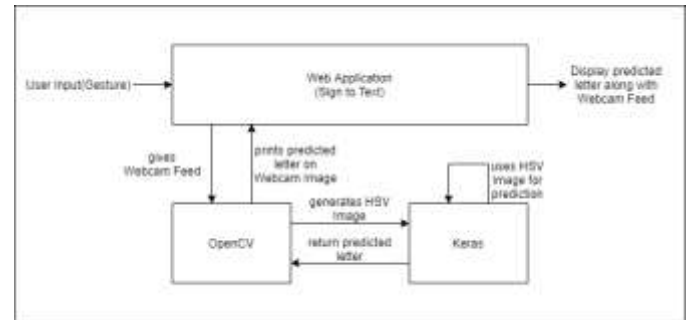 User Input(Gesture)
Web Application
(Sign to Text)
Display predicted
letter along with
Webcam Feed
gives
Webcam Feed
prints predicted
letter on
Webcam Image
uses HSV
Image for
prediction
generates HSV
Image
OpenCV
return predicted
letter
Keras